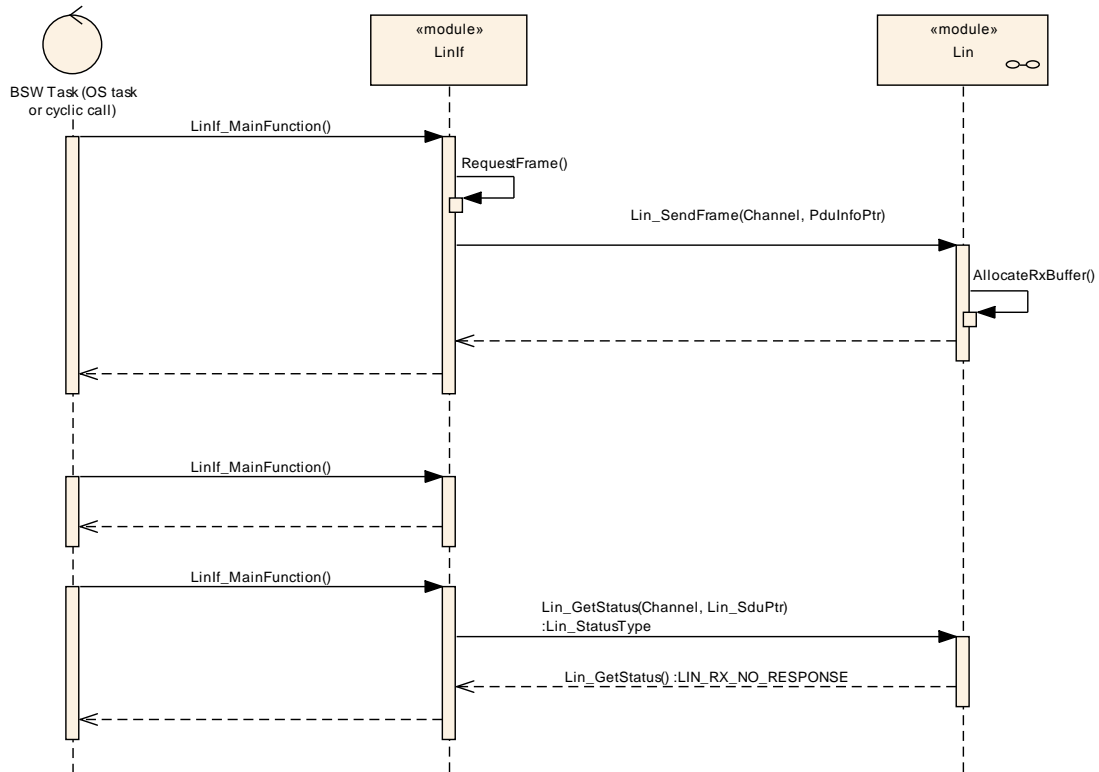 «module»
LinIf
«module»
Lin
BSW Task (OS task
or cyclic call)
LinIf_MainFunction()
RequestFrame()
Lin_SendFrame(Channel, PduInfoPtr)
AllocateRxBuffer()
LinIf_MainFunction()
LinIf_MainFunction()
Lin_GetStatus(Channel, Lin_SduPtr)
:Lin_StatusType
Lin_GetStatus() :LIN_RX_NO_RESPONSE